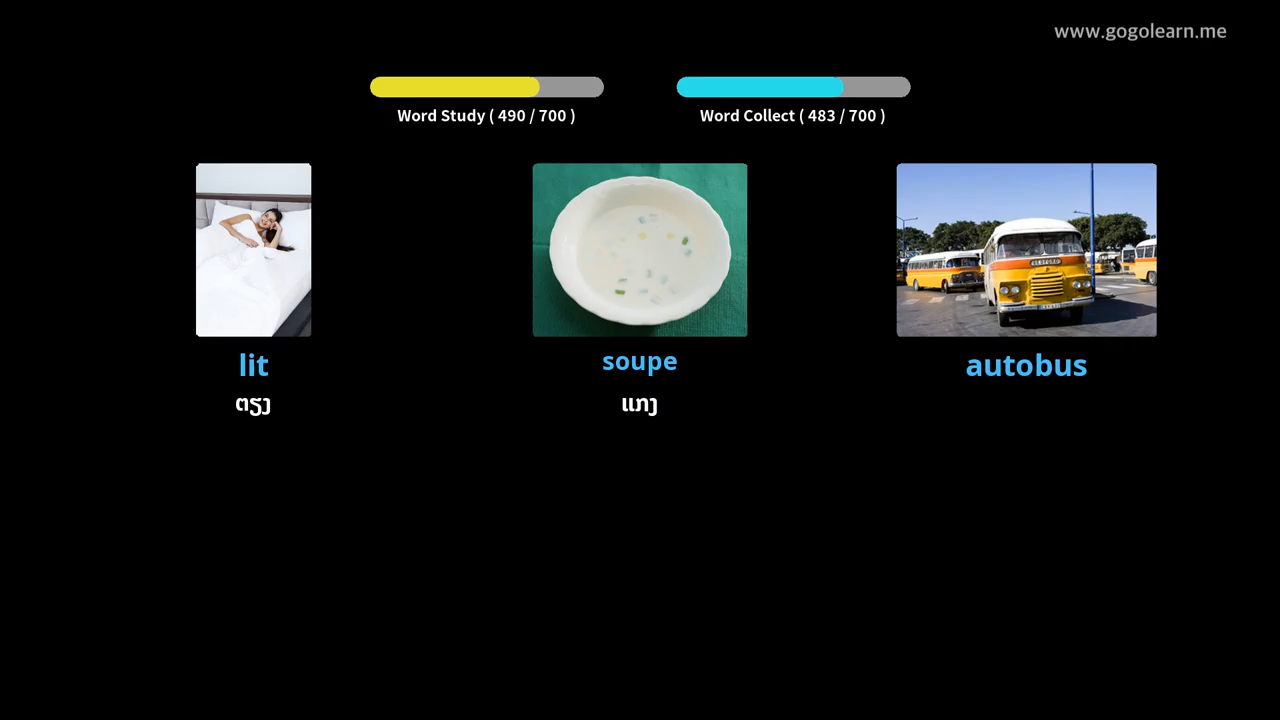 www.gogolearn.me
Word Study ( 490 / 700 )
Word Collect ( 483 / 700 )
lit
soupe
autobus
ຕຽງ
ແກງ
BEDFORD